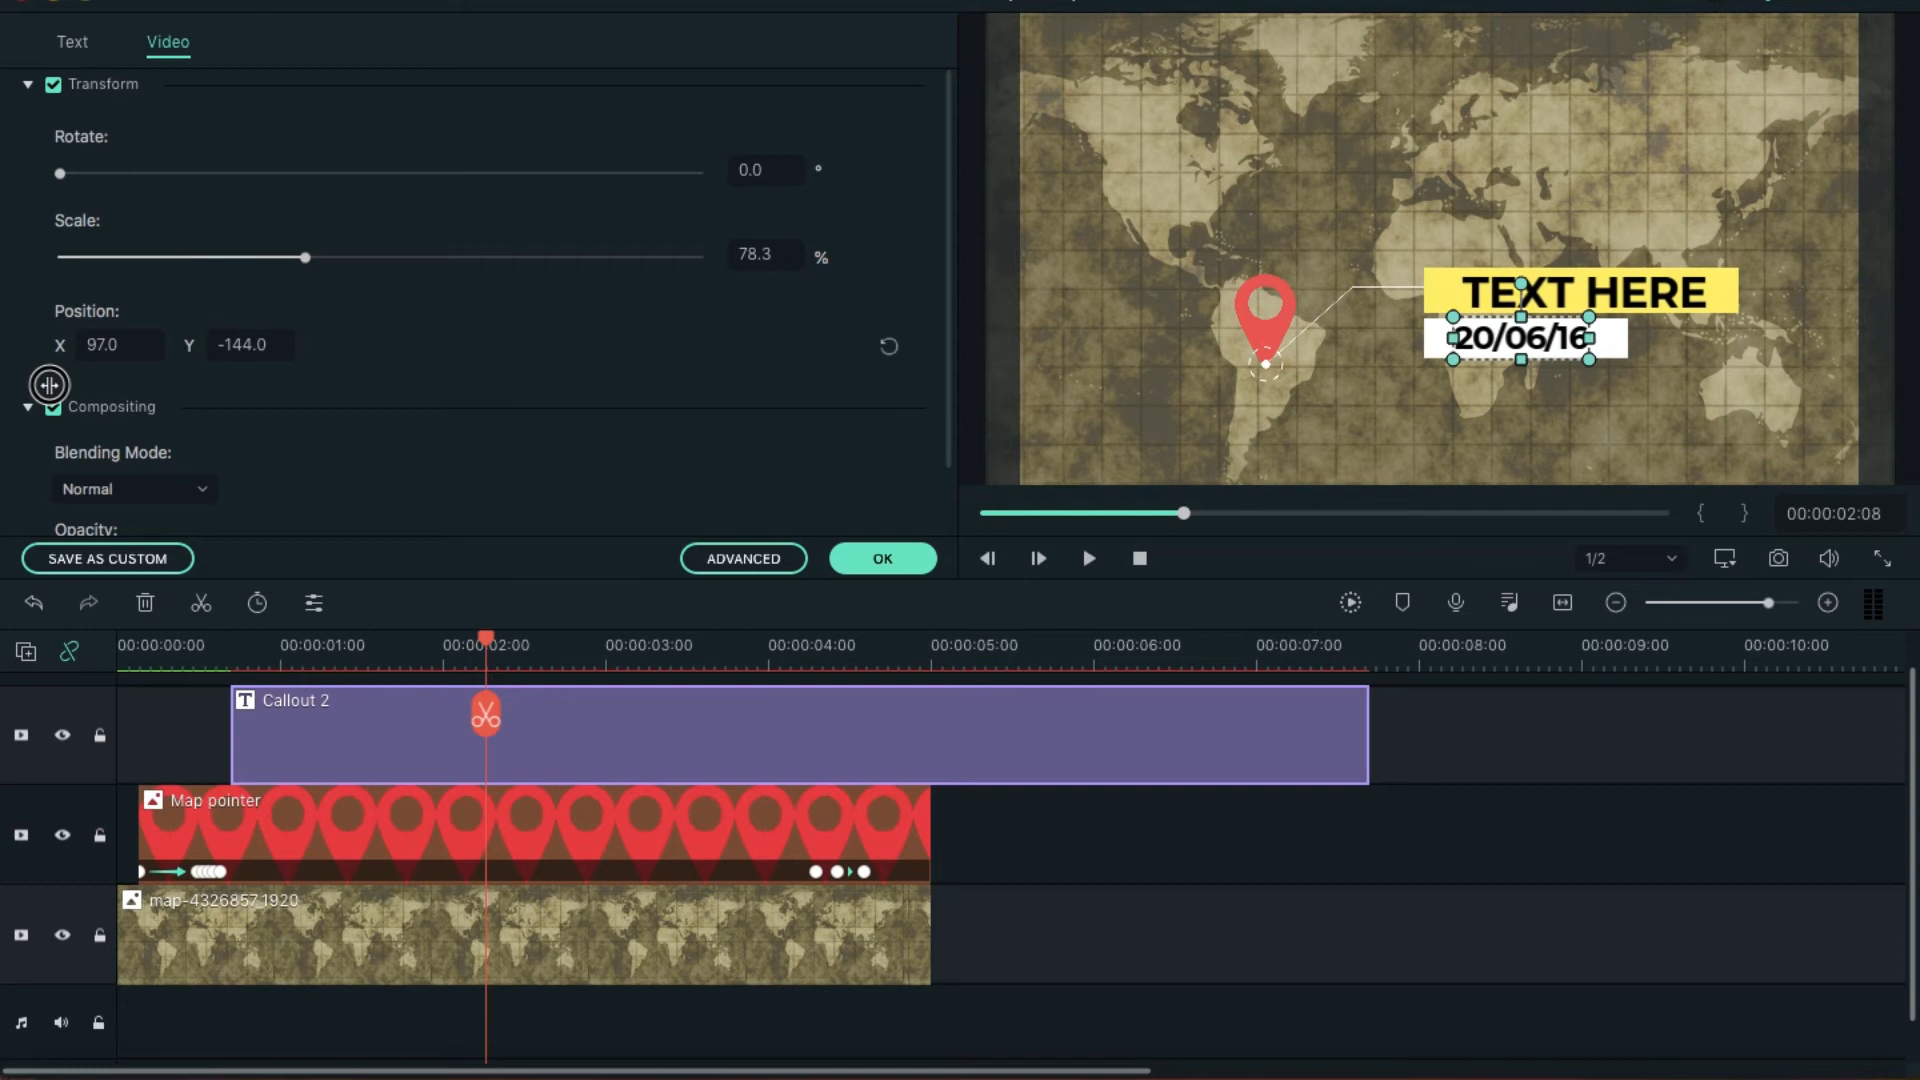 Text Video
Transform
Rotate:
0.0 °
Scale:
78.3 %
Position:
X 97.0 Y -144.0
Compositing
Blending Mode:
Normal
Opacity:
SAVE AS CUSTOM ADVANCED OK
TEXT HERE
20/06/16
{ } 00:00:02:08
1/2
00:00:00:00 00:00:01:00 00:00:02:00 00:00:03:00 00:00:04:00 00:00:05:00 00:00:06:00 00:00:07:00 00:00:08:00 00:00:09:00 00:00:10:00
T Callout 2
Map pointer
map-43268571920